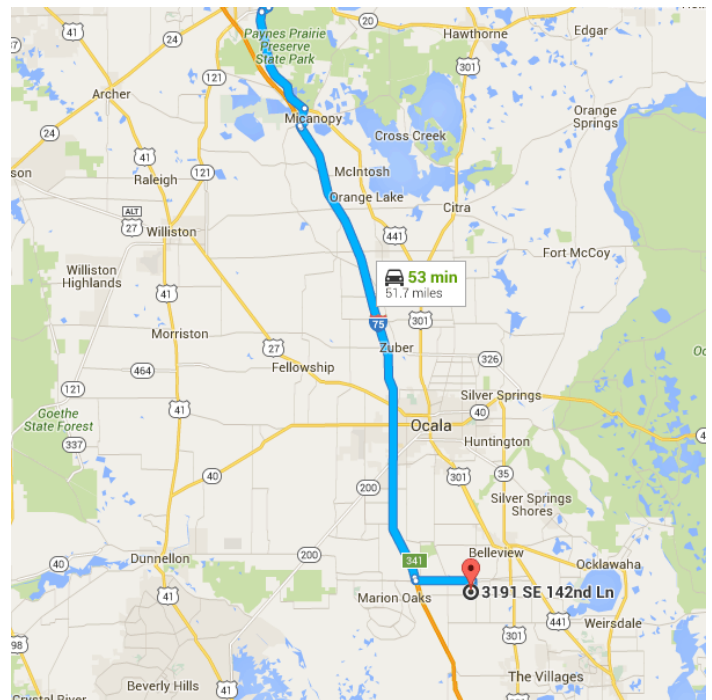 41
24
20
Hawthorne
Edgar
Paynes Prairie
Preserve
State Park
121
301
24
Archer
Micanopy
Orange
Springs
Cross Creek
24
41
121
McIntosh
Raleigh
Orange Lake
Citra
ALT
27
Williston
441
Fort McCoy
Williston
Highlands
53 min
51.7 miles
41
75
301
Morriston
Zuber
27
326
464
Fellowship
121
Silver Springs
41
40
Goethe
State Forest
Ocala
Huntington
337
40
301
35
200
Silver Springs
Shores
Belleview
40
Dunnellon
200
341
Ocklawaha
3191 SE 142nd Ln
41
Marion Oaks
441
Weirsdale
301
98
Beverly Hills
The Villages
Crystal River